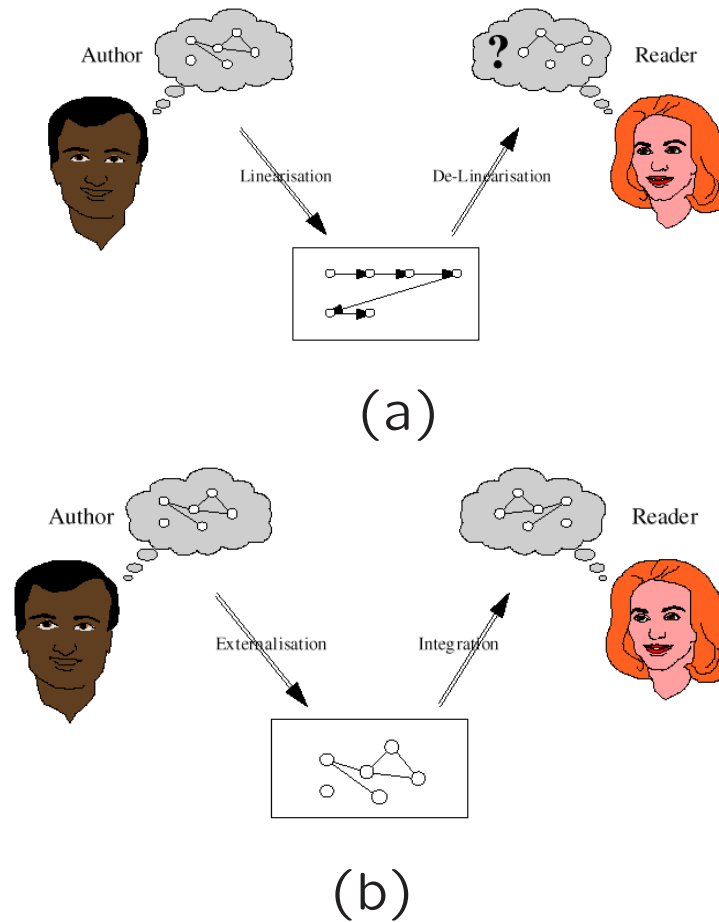 Author
?
Reader
Linearisation
De-Linearisation
(a)
Author
Reader
Externalisation
Integration
(b)